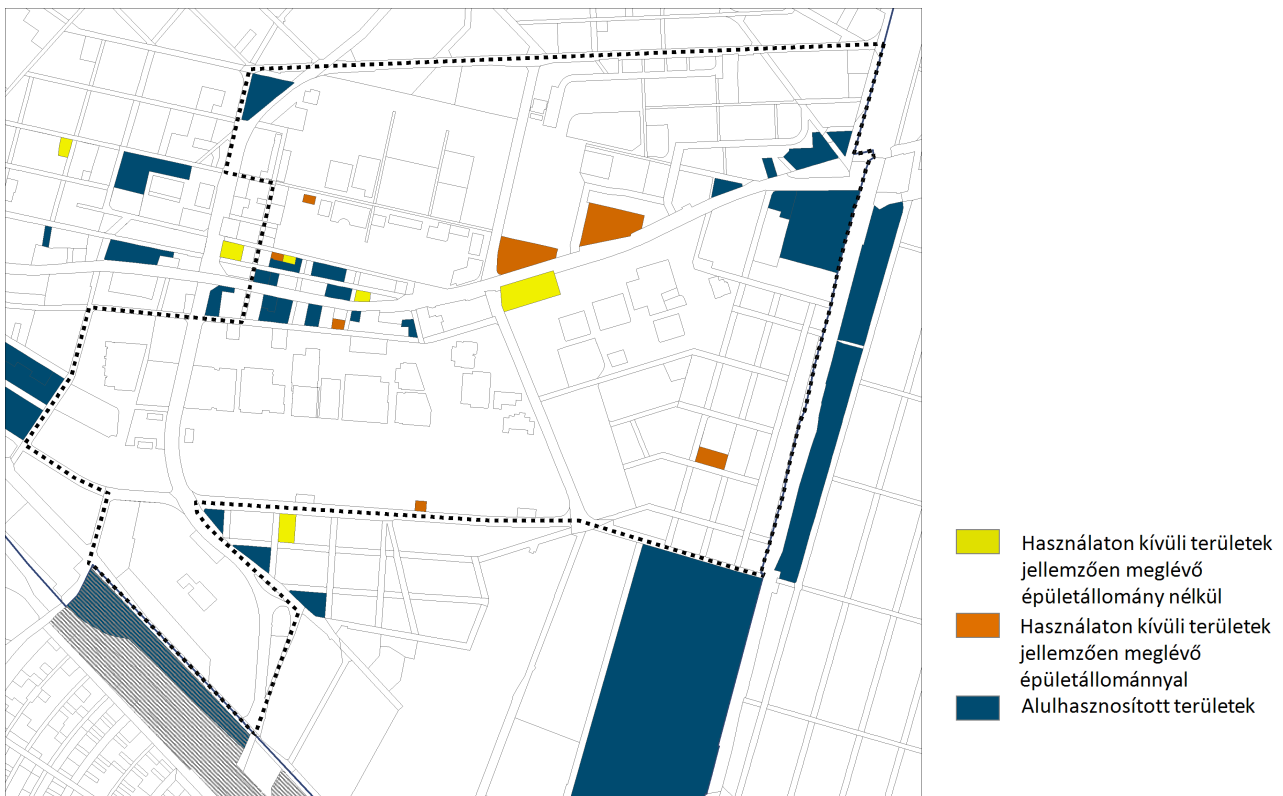 Használaton kívüli területek
jellemzően meglévő
épületállomány nélkül
Használaton kívüli területek
jellemzően meglévő
épületállománnyal
Alulhasznosított területek